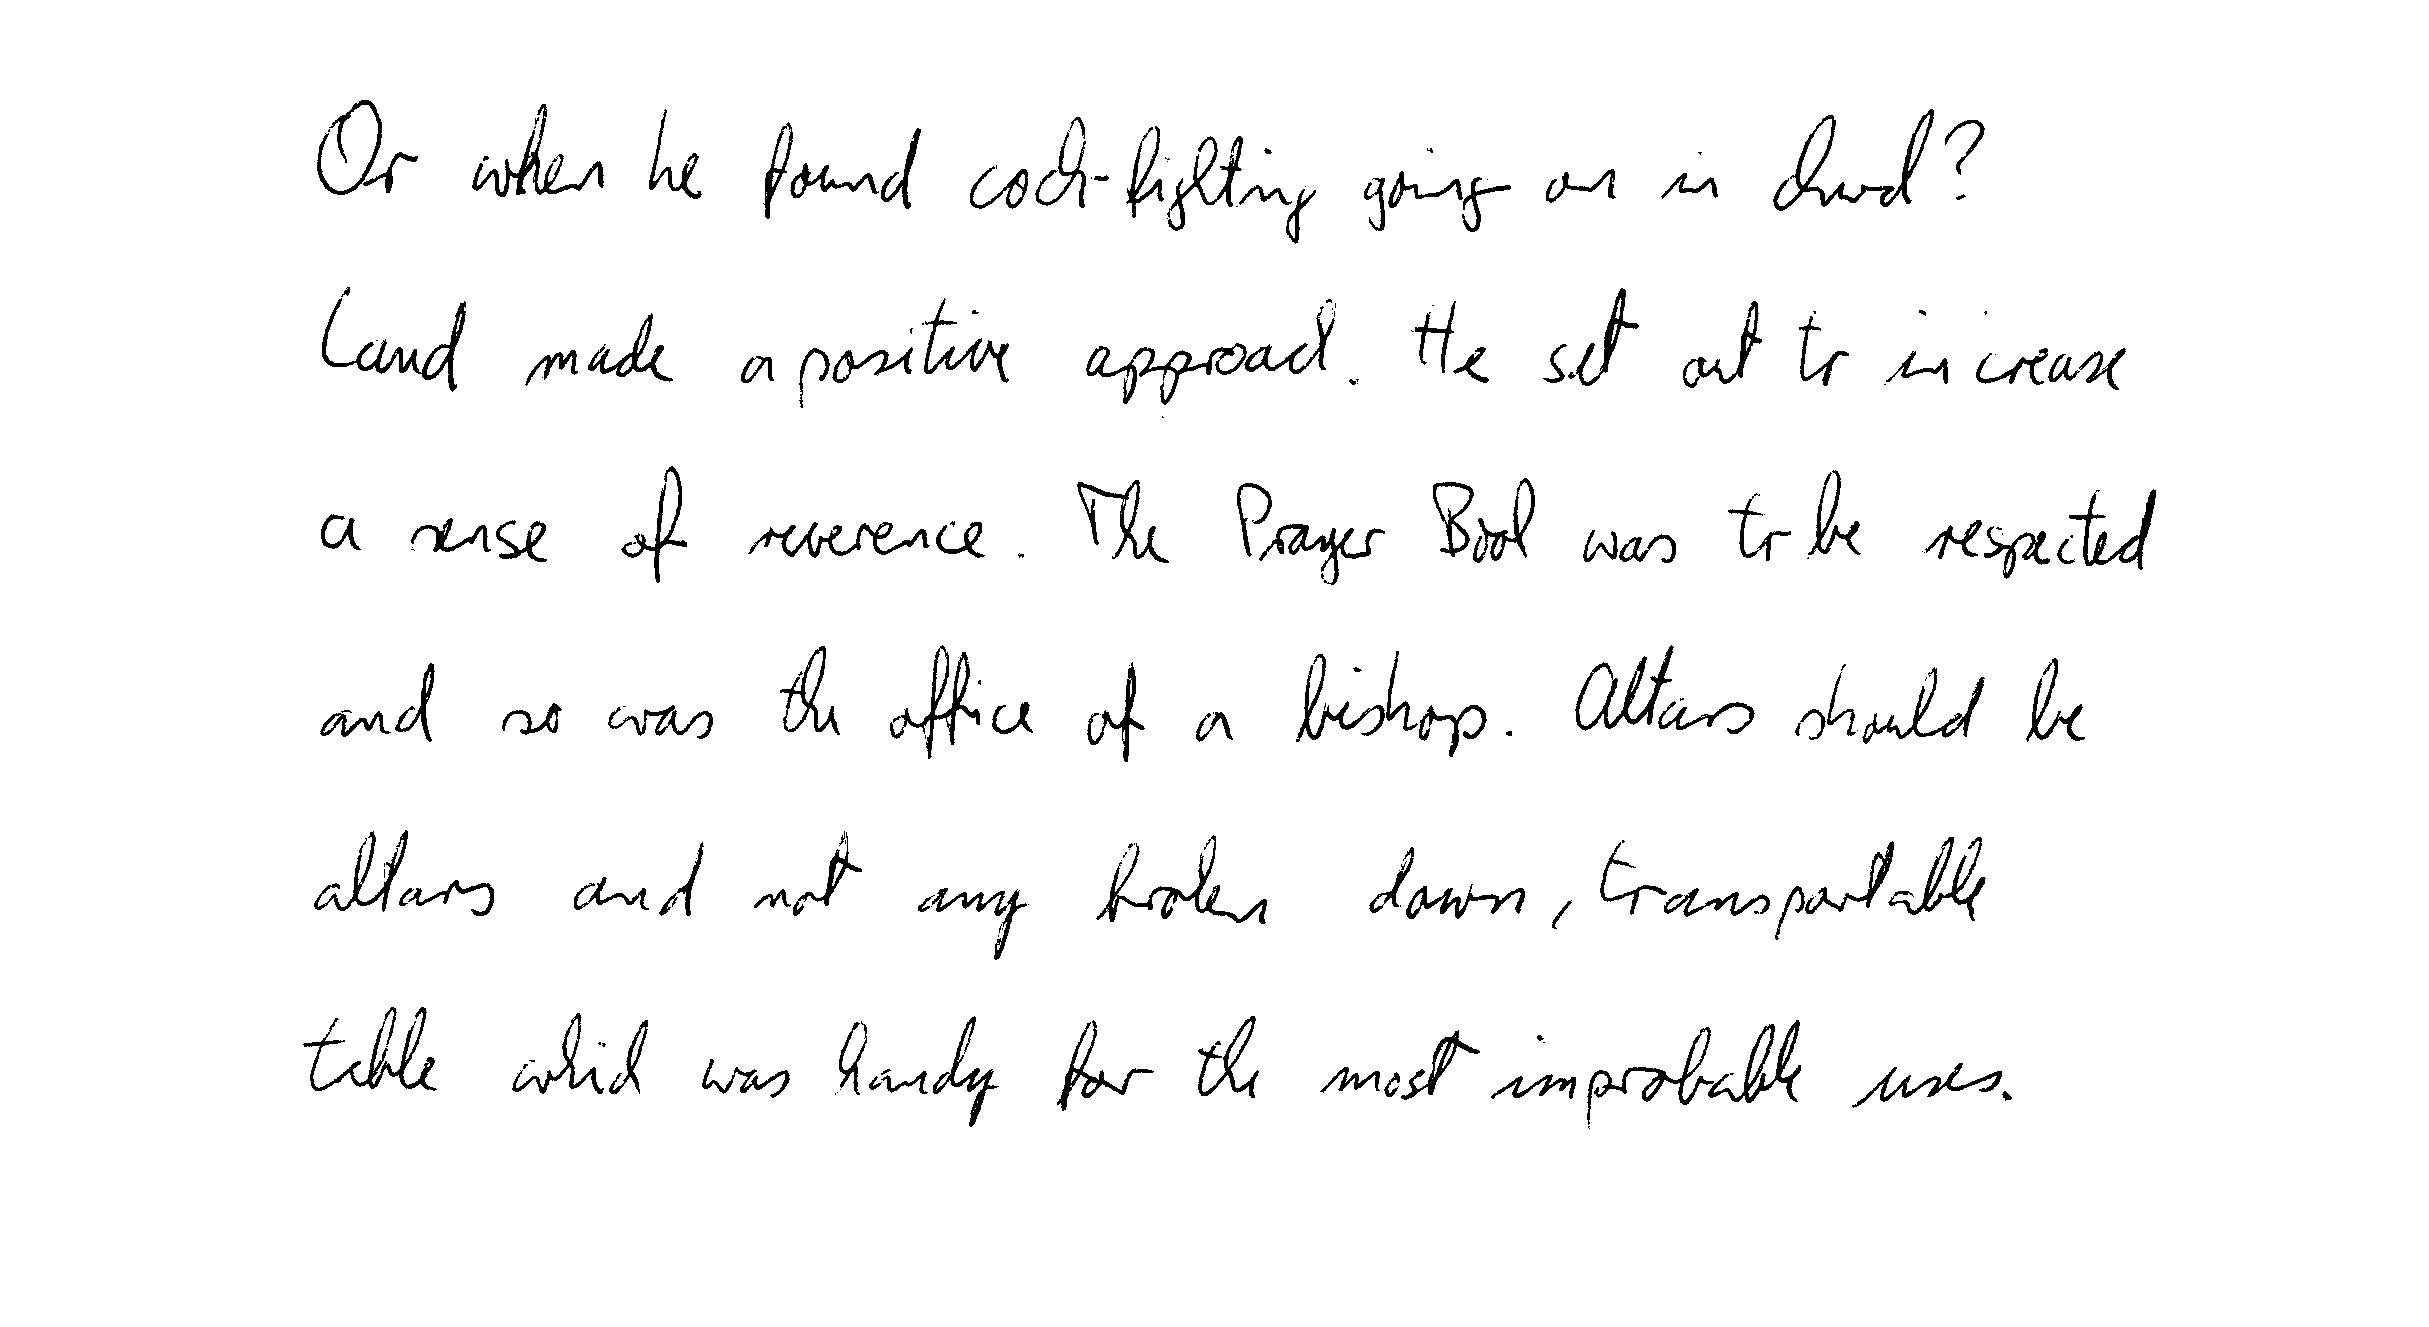 Or when he found cock-fighting going on in church?
Laud made a positive approach. He set out to increase
a sense of reverence. The Prayer Book was to be respected
and so was the office of a bishop. Altars should be
altars and not any broken down, transportable
table which was handy for the most improbable uses.